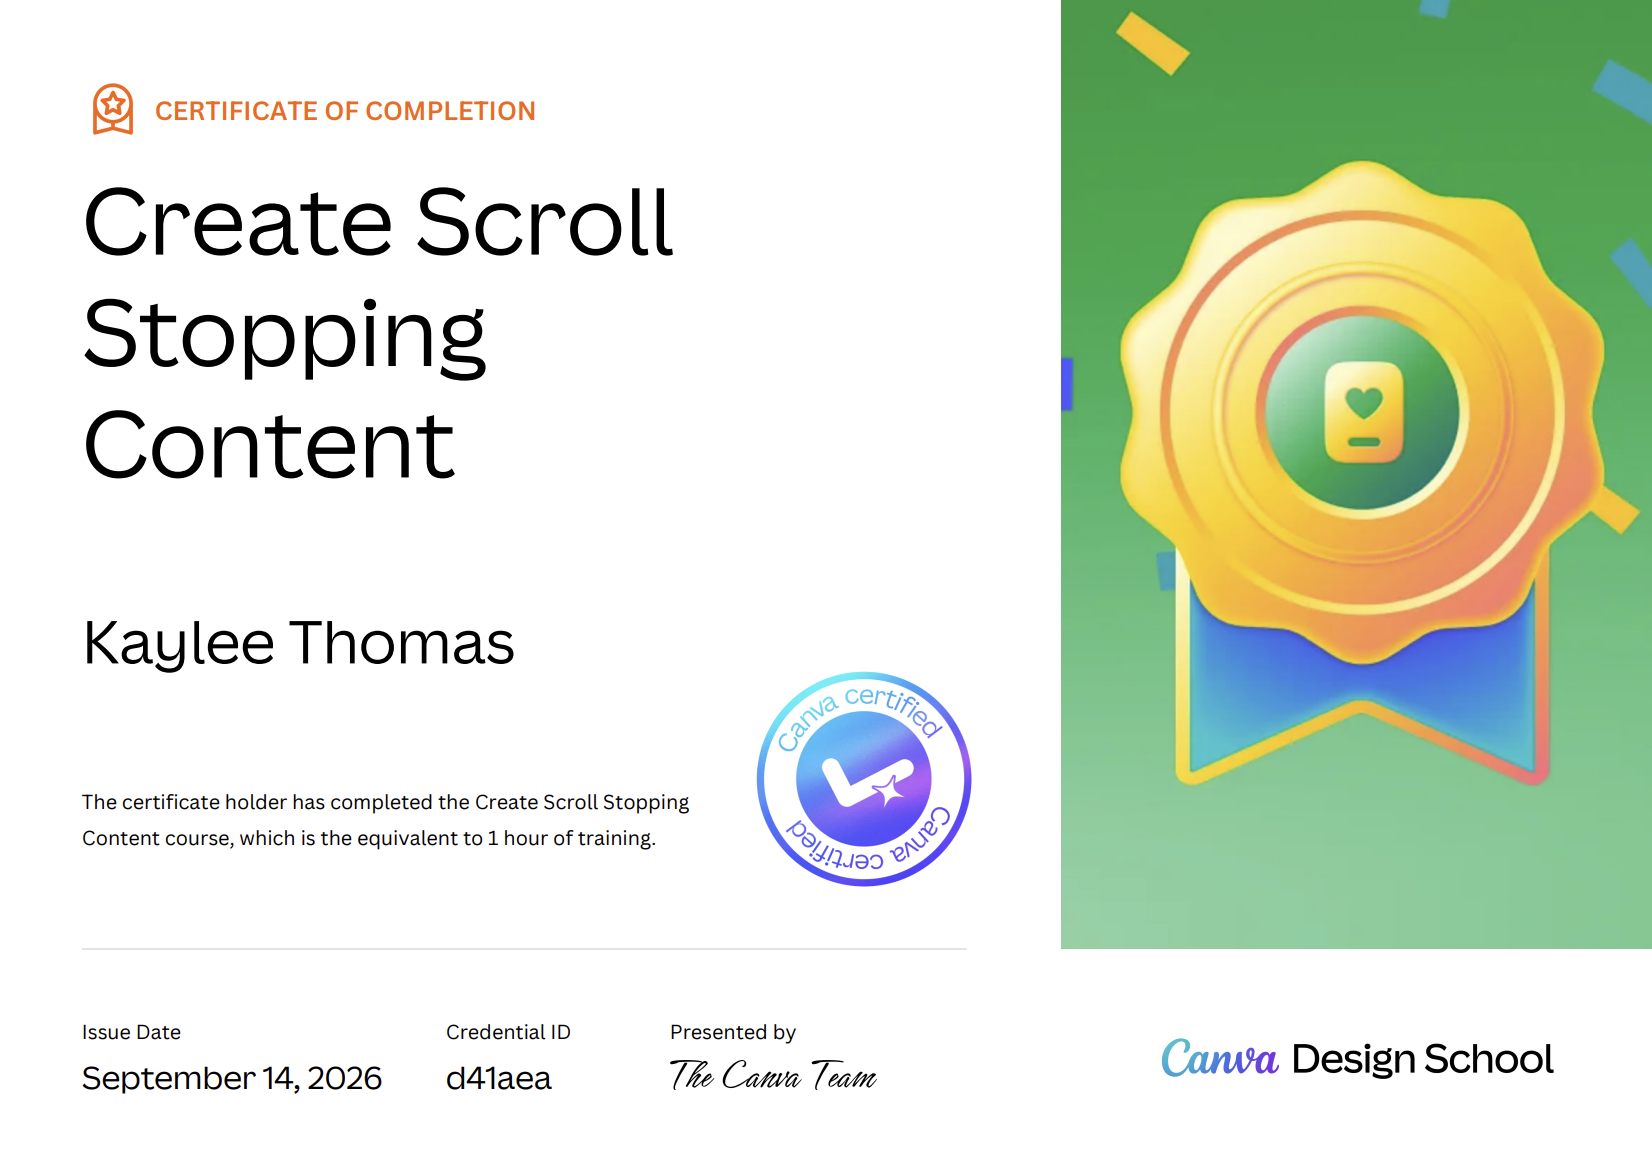 CERTIFICATE OF COMPLETION
Create Scroll
Stopping
Content
Kaylee Thomas
Canva certified
Canva certified
The certificate holder has completed the Create Scroll Stopping
Content course, which is the equivalent to 1 hour of training.
Issue Date
September 14, 2026
Credential ID
d41aea
Presented by
The Canva Team
Canva Design School